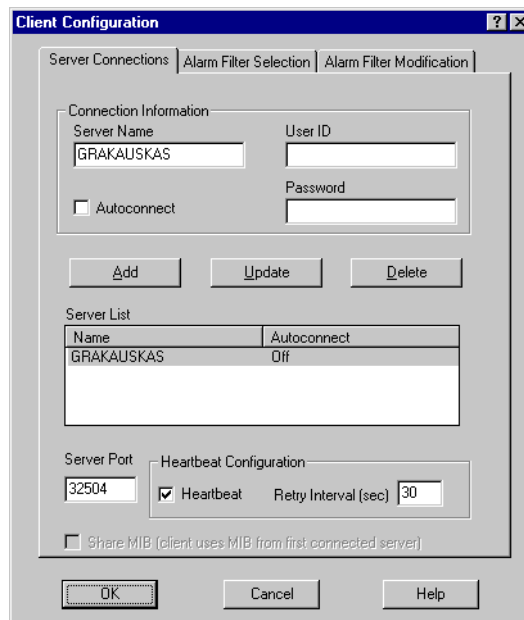 Client Configuration
Server Connections
Alarm Filter Selection
Alarm Filter Modification
Connection Information
Server Name
User ID
GRAKAUSKAS
Password
Autoconnect
Add
Update
Delete
Server List
Name
Autoconnect
GRAKAUSKAS
Off
Server Port
Heartbeat Configuration
32504
Heartbeat
Retry Interval (sec)
30
Share MIB (client uses MIB from first connected server)
OK
Cancel
Help